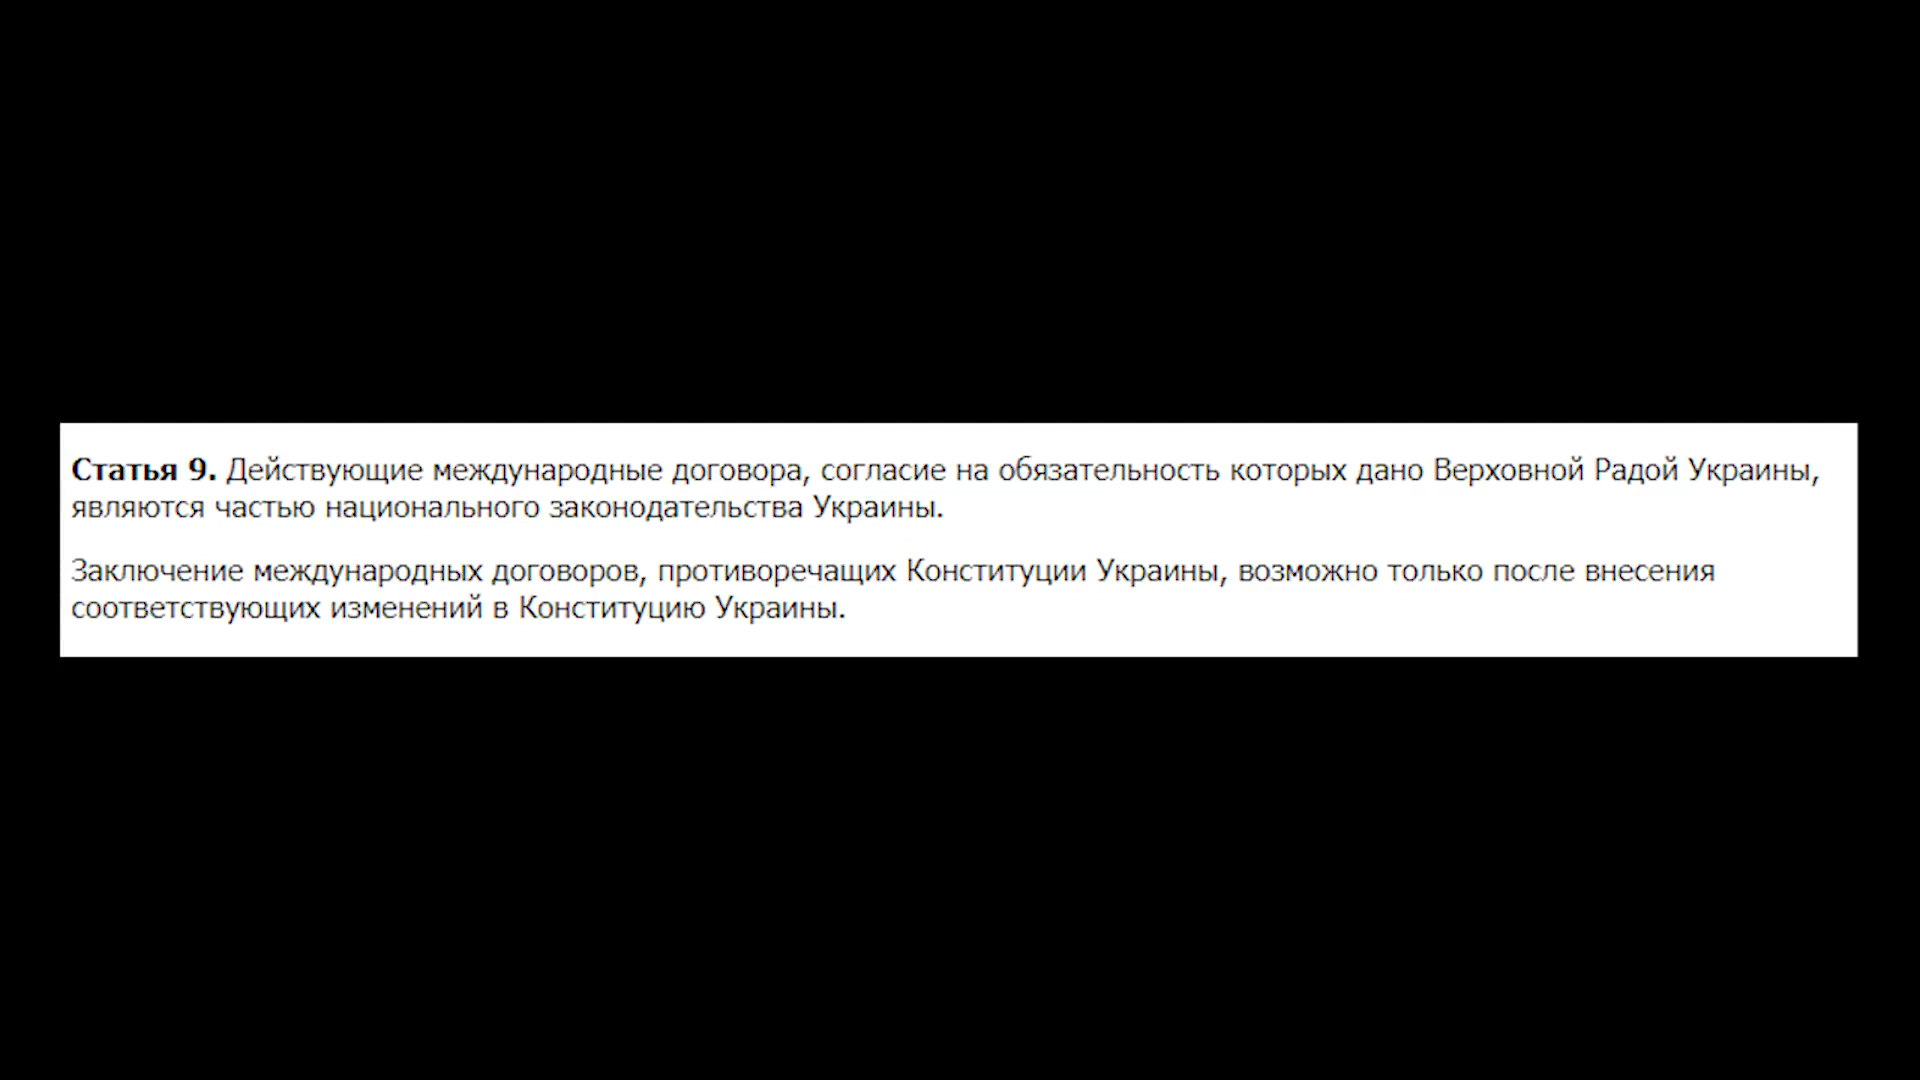 Статья 9. Действующие международные договора, согласие на обязательность которых дано Верховной Радой Украины,
являются частью национального законодательства Украины.
Заключение международных договоров, противоречащих Конституции Украины, возможно только после внесения
соответствующих изменений в Конституцию Украины.